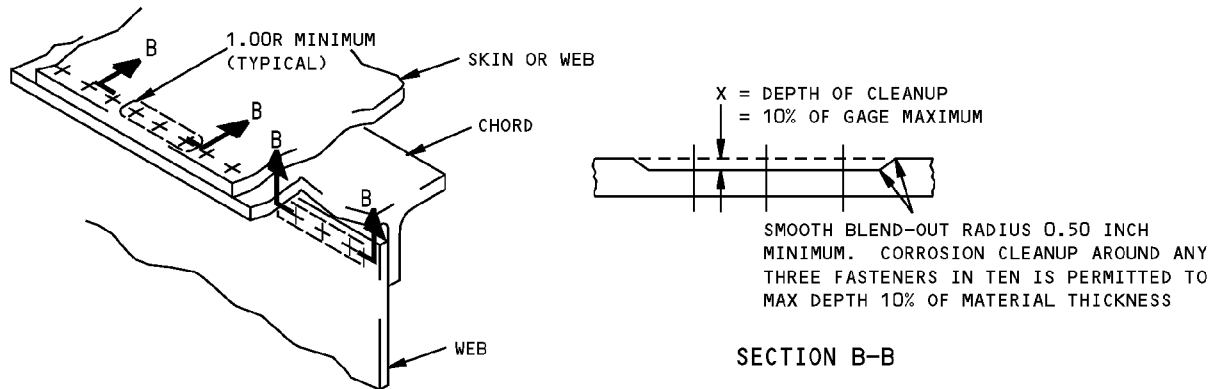 1.00R MINIMUM
(TYPICAL)
B
B
B
B
SKIN OR WEB
CHORD
WEB
X = DEPTH OF CLEANUP
= 10% OF GAGE MAXIMUM
SMOOTH BLEND-OUT RADIUS 0.50 INCH
MINIMUM. CORROSION CLEANUP AROUND ANY
THREE FASTENERS IN TEN IS PERMITTED TO
MAX DEPTH 10% OF MATERIAL THICKNESS
SECTION B-B